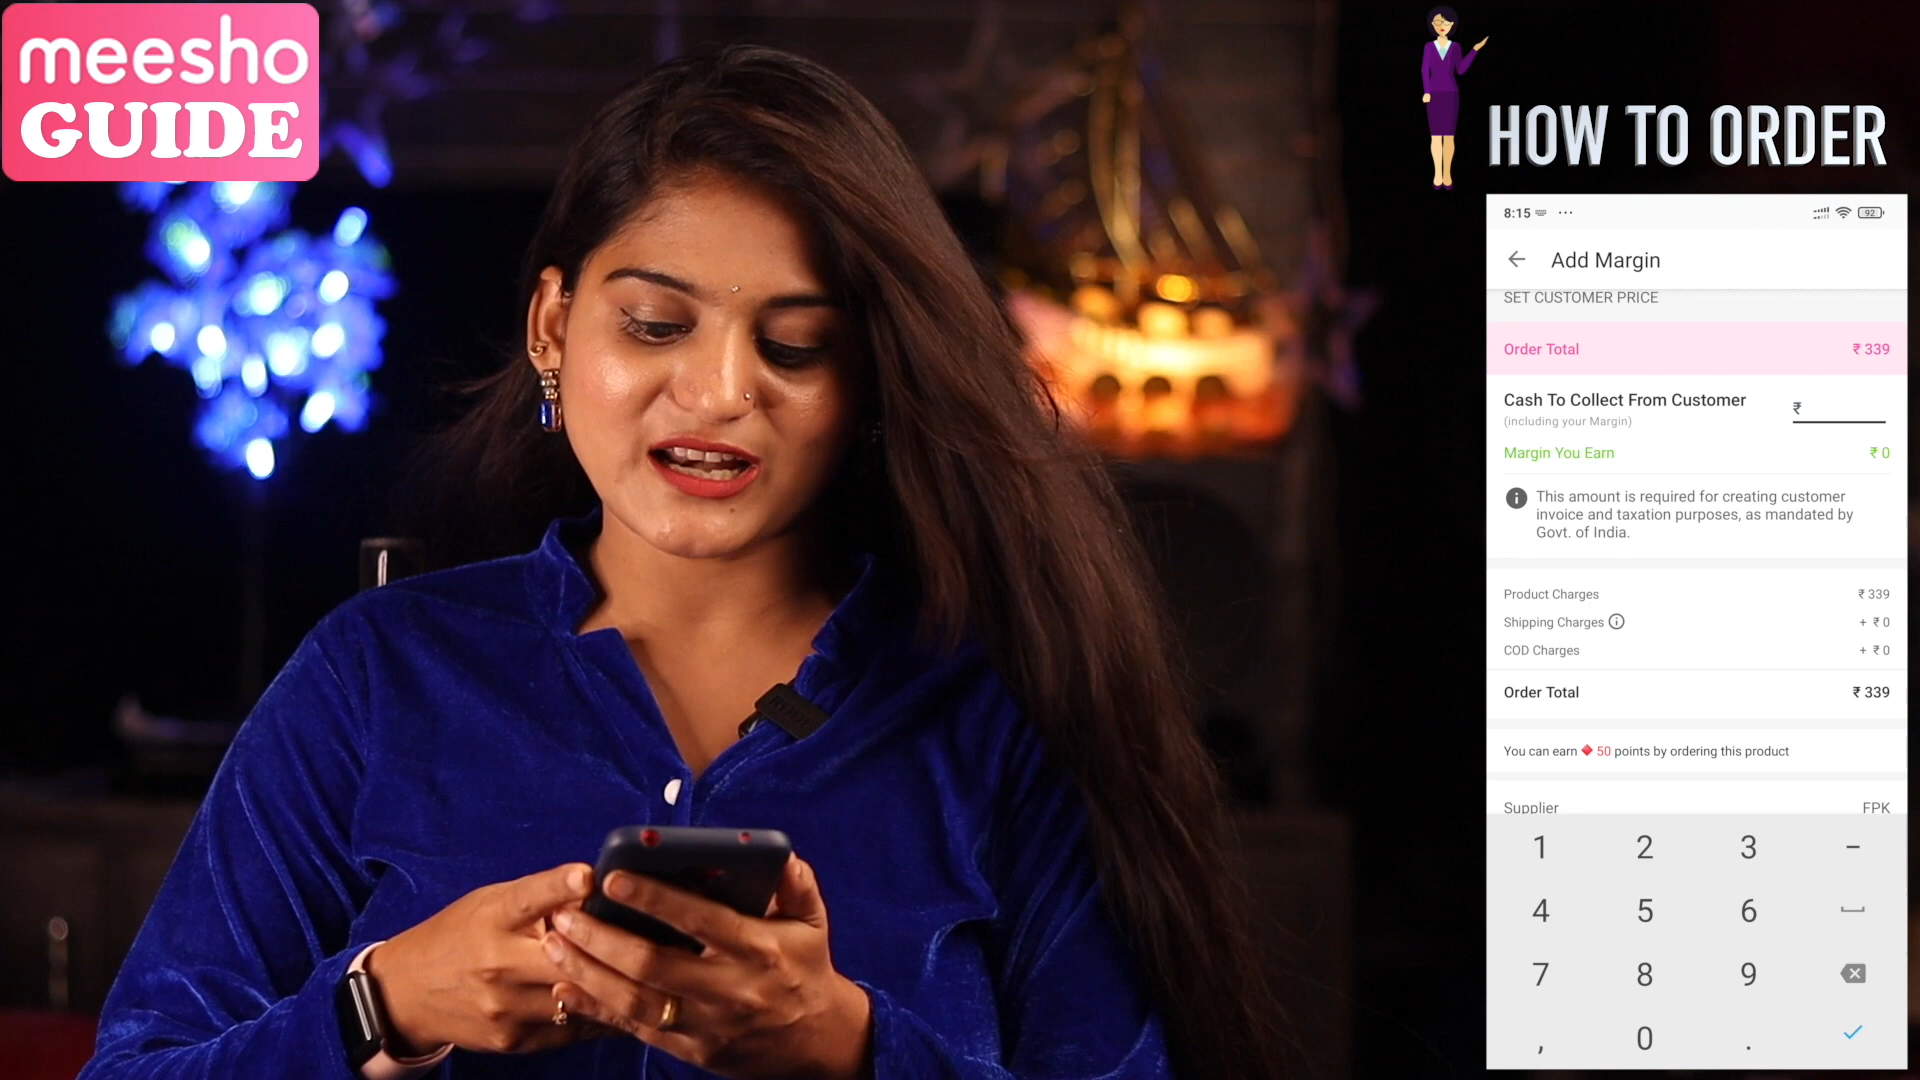 meesho
GUIDE
HOW TO ORDER
8:15 ···
92
Add Margin
SET CUSTOMER PRICE
Order Total ₹ 339
Cash To Collect From Customer ₹
(including your Margin)
Margin You Earn ₹ 0
This amount is required for creating customer
invoice and taxation purposes, as mandated by
Govt. of India.
Product Charges ₹ 339
Shipping Charges + ₹ 0
COD Charges + ₹ 0
Order Total ₹ 339
You can earn 50 points by ordering this product
Supplier FPK
1 2 3 –
4 5 6
7 8 9
, 0 .